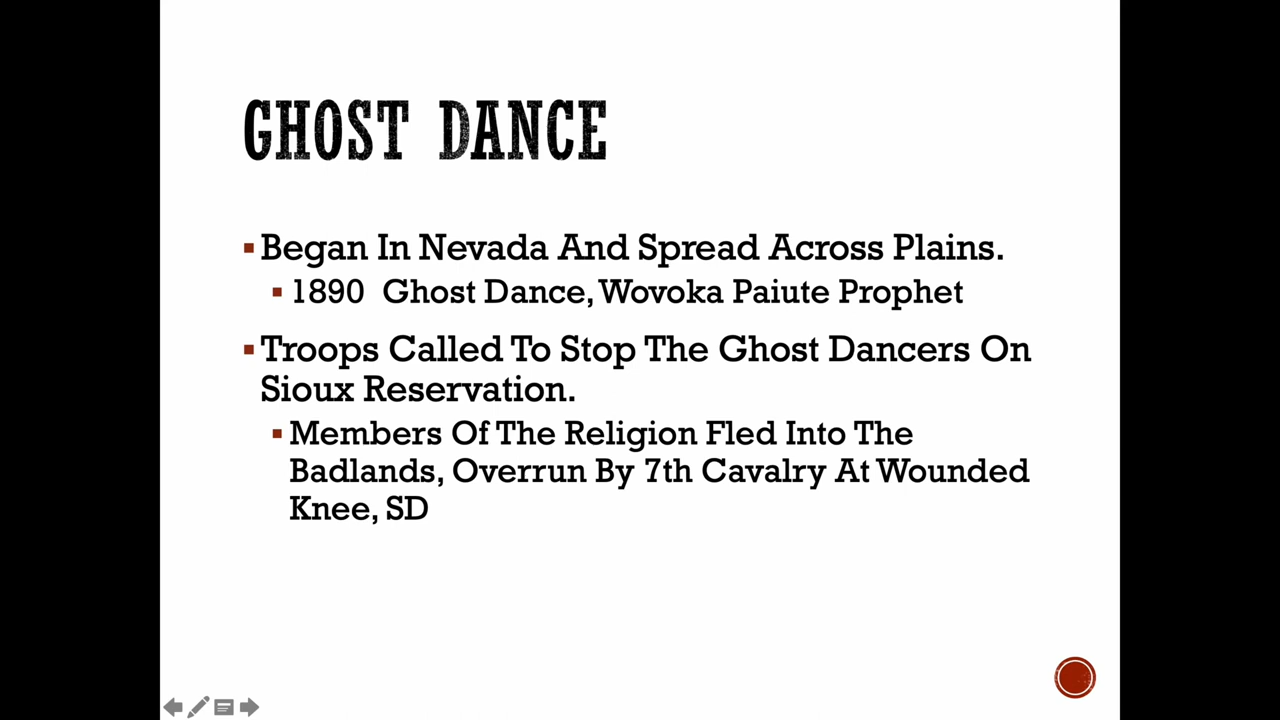 GHOST DANCE
▪Began In Nevada And Spread Across Plains.
▪1890  Ghost Dance, Wovoka Paiute Prophet
▪Troops Called To Stop The Ghost Dancers On
Sioux Reservation.
▪Members Of The Religion Fled Into The
Badlands, Overrun By 7th Cavalry At Wounded
Knee, SD